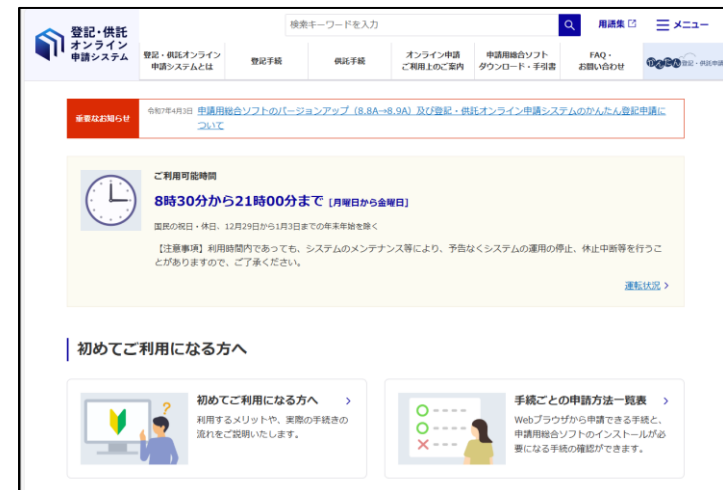 登記・供託
オンライン
申請システム
検索キーワードを入力
用語集
メニュー
登記・供託オンライン
申請システムとは
登記手続
供託手続
オンライン申請
ご利用上のご案内
申請用総合ソフト
ダウンロード・手引書
FAQ・
お問い合わせ
かんたん登記・供託申請
重要なお知らせ
令和7年4月3日 申請用総合ソフトのバージョンアップ（8.8A→8.9A）及び登記・供託オンライン申請システムのかんたん登記申請に
ついて
ご利用可能時間
8時30分から21時00分まで [月曜日から金曜日]
国民の祝日・休日、12月29日から1月3日までの年末年始を除く
【注意事項】利用時間内であっても、システムのメンテナンス等により、予告なくシステムの運用の停止、休止中断等を行うこ
とがありますので、ご了承ください。
運転状況
初めてご利用になる方へ
初めてご利用になる方へ
利用するメリットや、実際の手続きの
流れをご説明いたします。
手続ごとの申請方法一覧表
Webブラウザから申請できる手続と、
申請用総合ソフトのインストールが必
要になる手続の確認ができます。